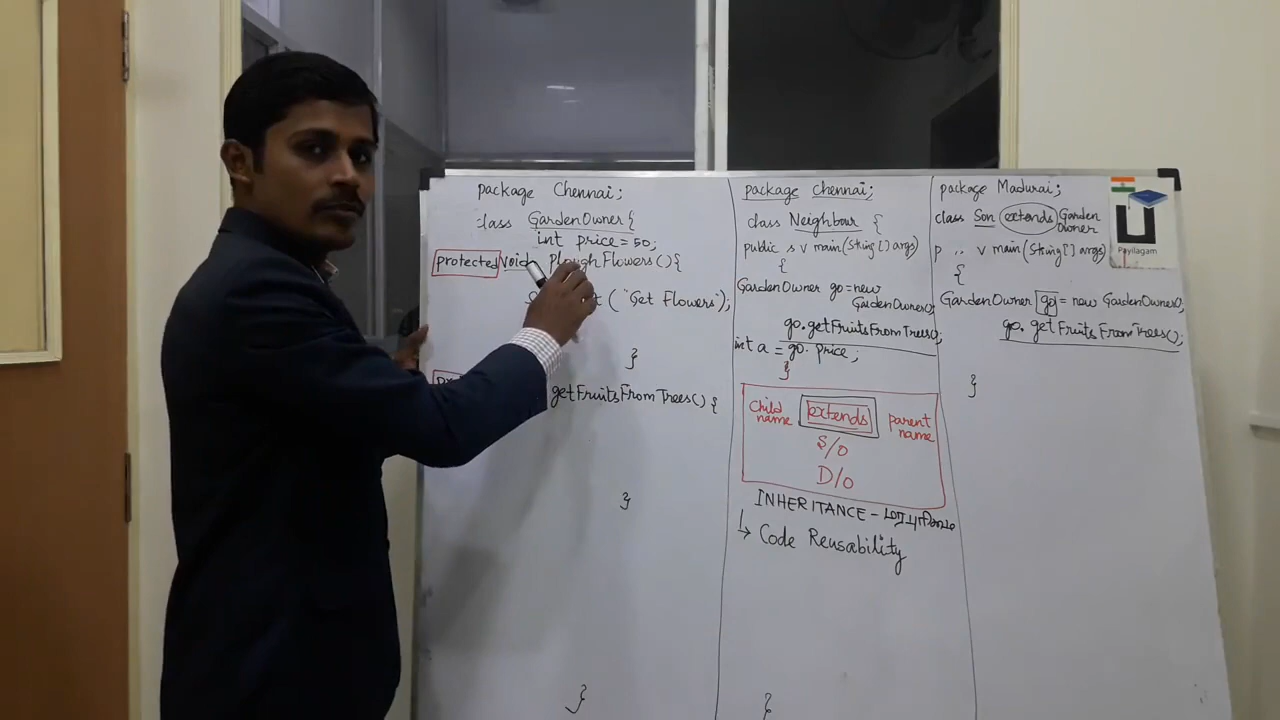 package Chennai;
class GardenOwner{
int price = 50;
protected void PloughFlowers(){
("Get Flowers");
}
getFruitsFromTrees() {
}
}
package chennai;
class Neighbour {
public s v main(String[] args)
{
GardenOwner go=new
GardenOwner();
go.getFruitsFromTrees();
int a = go. price ;
}
child name extends parent name
S/o
D/o
INHERITANCE -
↳ Code Reusability
}
package Madurai;
class Son extends Garden
Owner
p .. v main(String[] args)
{
GardenOwner go = new GardenOwner();
go. getFruitsFromTrees();
}
U
Payilagam